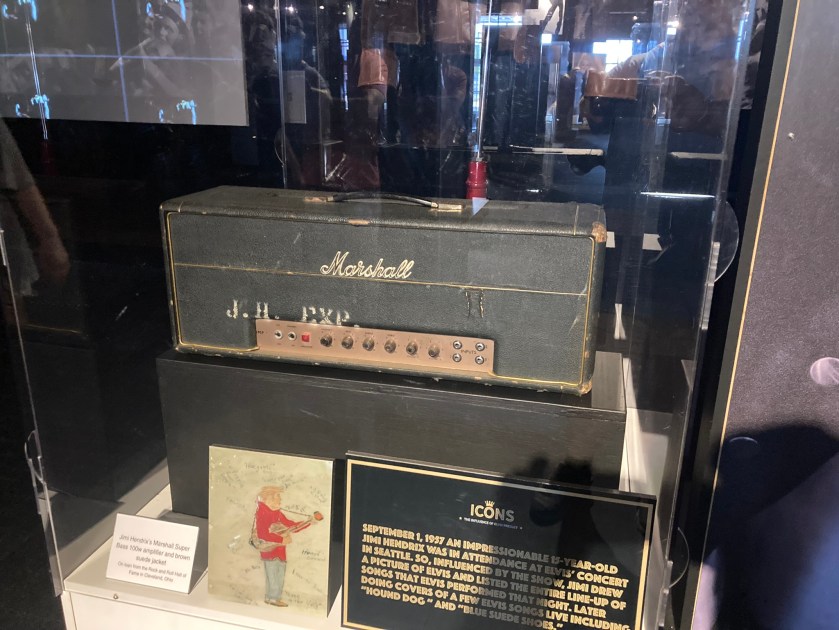 Marshall
J.H. EXP.
INPUTS
Jimi Hendrix's Marshall Super
Bass 100w amplifier and brown
suede jacket
On loan from the Rock and Roll Hall of
Fame in Cleveland, Ohio
ICONS
SEPTEMBER 1, 1957 AN IMPRESSIONABLE 15-YEAR-OLD
JIMI HENDRIX WAS IN ATTENDANCE AT ELVIS' CONCERT
IN SEATTLE. SO, INFLUENCED BY THE SHOW, JIMI DREW
A PICTURE OF ELVIS AND LISTED THE ENTIRE LINE-UP OF
SONGS THAT ELVIS PERFORMED THAT NIGHT. LATER
DOING COVERS OF A FEW ELVIS SONGS LIVE INCLUDING
"HOUND DOG" AND "BLUE SUEDE SHOES."